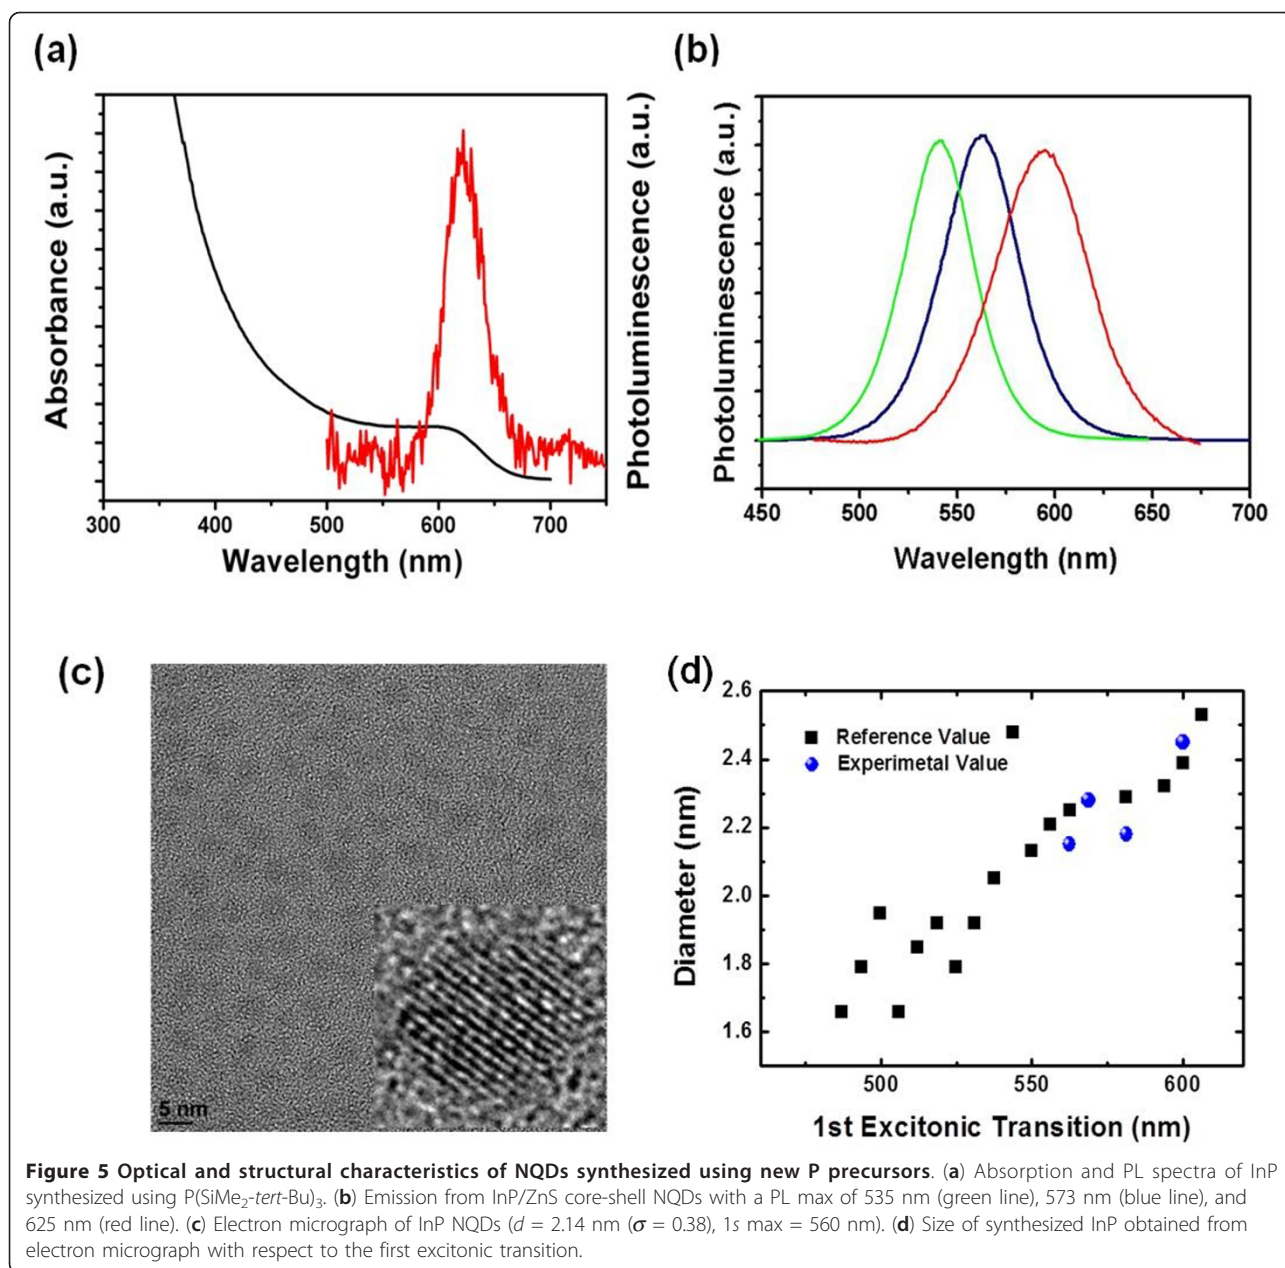 (a)
Absorbance (a.u.)
Photoluminescence (a.u.)
300 400 500 600 700
Wavelength (nm)
(b)
Photoluminescence (a.u.)
450 500 550 600 650 700
Wavelength (nm)
(c)
5 nm
(d)
Diameter (nm)
2.6
2.4
2.2
2.0
1.8
1.6
Reference Value
Experimetal Value
500 550 600
1st Excitonic Transition (nm)
Figure 5 Optical and structural characteristics of NQDs synthesized using new P precursors. (a) Absorption and PL spectra of InP
synthesized using P(SiMe₂-tert-Bu)₃. (b) Emission from InP/ZnS core-shell NQDs with a PL max of 535 nm (green line), 573 nm (blue line), and
625 nm (red line). (c) Electron micrograph of InP NQDs (d = 2.14 nm (σ = 0.38), 1s max = 560 nm). (d) Size of synthesized InP obtained from
electron micrograph with respect to the first excitonic transition.